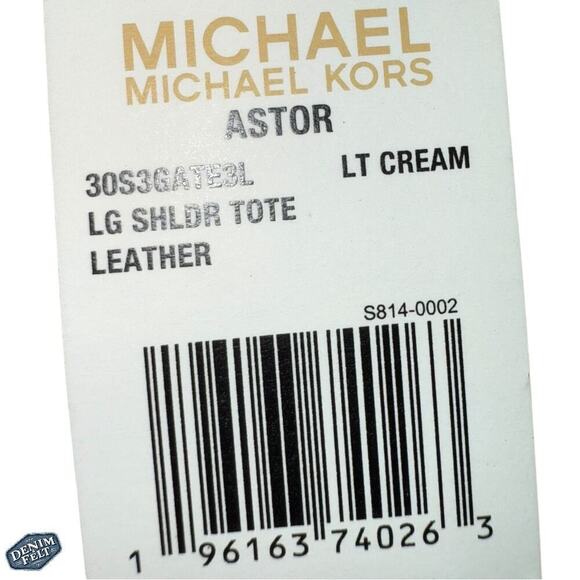 MICHAEL
MICHAEL KORS
ASTOR
30S3GATE3L LT CREAM
LG SHLDR TOTE
LEATHER
S814-0002
1 96163 74026 3
DENIM
FELT